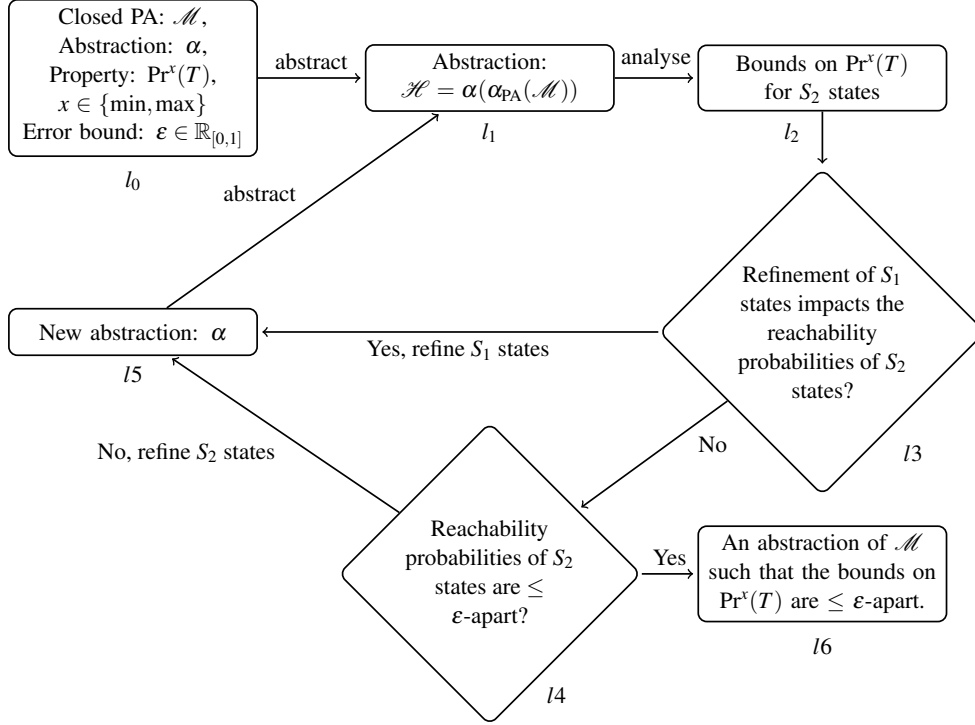 Closed PA: ℳ,
Abstraction: α,
Property: Prˣ(T),
x ∈ {min,max}
Error bound: ε ∈ ℝ[0,1]
l₀
abstract
Abstraction:
ℋ = α(α_PA(ℳ))
l₁
analyse
Bounds on Prˣ(T)
for S₂ states
l₂
abstract
Refinement of S₁
states impacts the
reachability
probabilities of S₂
states?
l3
Yes, refine S₁ states
New abstraction: α
l5
No, refine S₂ states
No
Reachability
probabilities of S₂
states are ≤
ε-apart?
l4
Yes
An abstraction of ℳ
such that the bounds on
Prˣ(T) are ≤ ε-apart.
l6